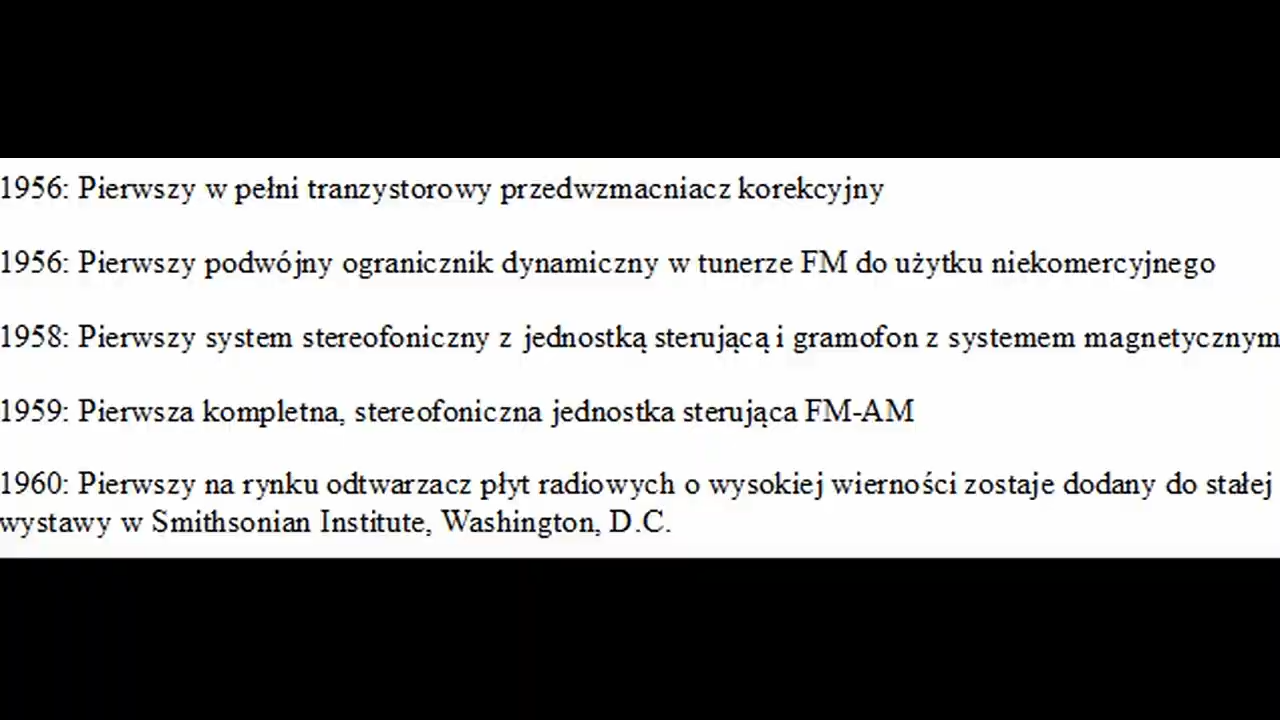 1956: Pierwszy w pełni tranzystorowy przedwzmacniacz korekcyjny
1956: Pierwszy podwójny ogranicznik dynamiczny w tunerze FM do użytku niekomercyjnego
1958: Pierwszy system stereofoniczny z jednostką sterującą i gramofon z systemem magnetycznym
1959: Pierwsza kompletna, stereofoniczna jednostka sterująca FM-AM
1960: Pierwszy na rynku odtwarzacz płyt radiowych o wysokiej wierności zostaje dodany do stałej
wystawy w Smithsonian Institute, Washington, D.C.